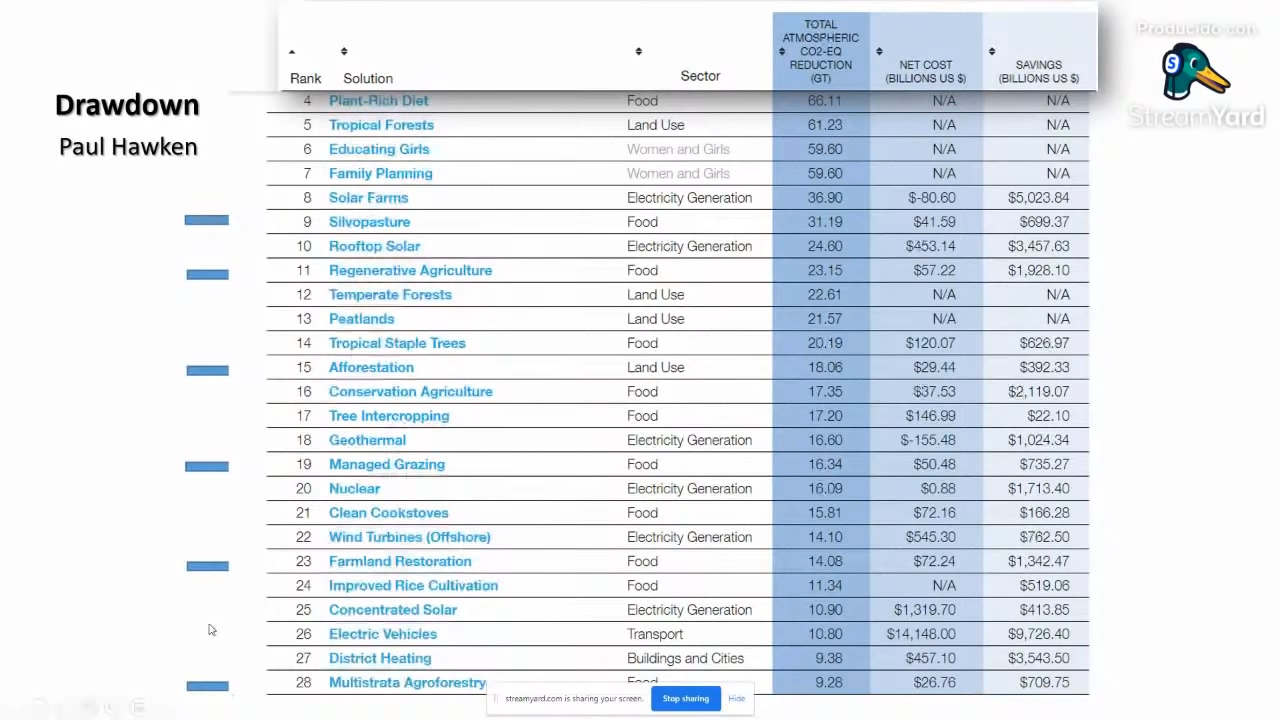 Producido con
StreamYard
Drawdown
Paul Hawken
Rank Solution Sector TOTAL ATMOSPHERIC CO2-EQ REDUCTION (GT) NET COST (BILLIONS US $) SAVINGS (BILLIONS US $)
4 Plant-Rich Diet Food 66.11 N/A N/A
5 Tropical Forests Land Use 61.23 N/A N/A
6 Educating Girls Women and Girls 59.60 N/A N/A
7 Family Planning Women and Girls 59.60 N/A N/A
8 Solar Farms Electricity Generation 36.90 $-80.60 $5,023.84
9 Silvopasture Food 31.19 $41.59 $699.37
10 Rooftop Solar Electricity Generation 24.60 $453.14 $3,457.63
11 Regenerative Agriculture Food 23.15 $57.22 $1,928.10
12 Temperate Forests Land Use 22.61 N/A N/A
13 Peatlands Land Use 21.57 N/A N/A
14 Tropical Staple Trees Food 20.19 $120.07 $626.97
15 Afforestation Land Use 18.06 $29.44 $392.33
16 Conservation Agriculture Food 17.35 $37.53 $2,119.07
17 Tree Intercropping Food 17.20 $146.99 $22.10
18 Geothermal Electricity Generation 16.60 $-155.48 $1,024.34
19 Managed Grazing Food 16.34 $50.48 $735.27
20 Nuclear Electricity Generation 16.09 $0.88 $1,713.40
21 Clean Cookstoves Food 15.81 $72.16 $166.28
22 Wind Turbines (Offshore) Electricity Generation 14.10 $545.30 $762.50
23 Farmland Restoration Food 14.08 $72.24 $1,342.47
24 Improved Rice Cultivation Food 11.34 N/A $519.06
25 Concentrated Solar Electricity Generation 10.90 $1,319.70 $413.85
26 Electric Vehicles Transport 10.80 $14,148.00 $9,726.40
27 District Heating Buildings and Cities 9.38 $457.10 $3,543.50
28 Multistrata Agroforestry Food 9.28 $26.76 $709.75
streamyard.com is sharing your screen. Stop sharing Hide